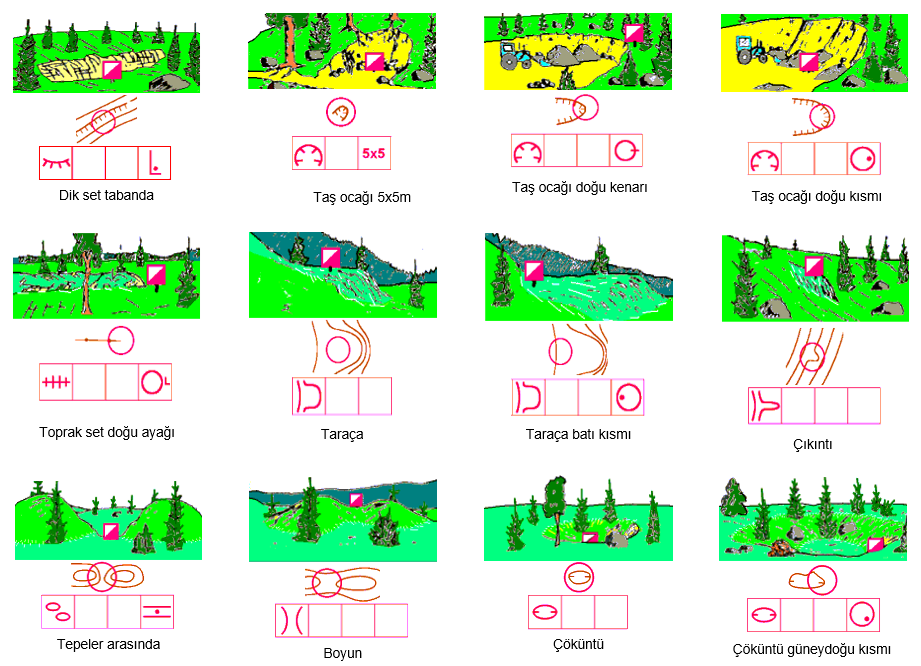 5x5
Dik set tabanda
Taş ocağı 5x5m
Taş ocağı doğu kenarı
Taş ocağı doğu kısmı
Toprak set doğu ayağı
Taraça
Taraça batı kısmı
Çıkıntı
Tepeler arasında
Boyun
Çöküntü
Çöküntü güneydoğu kısmı